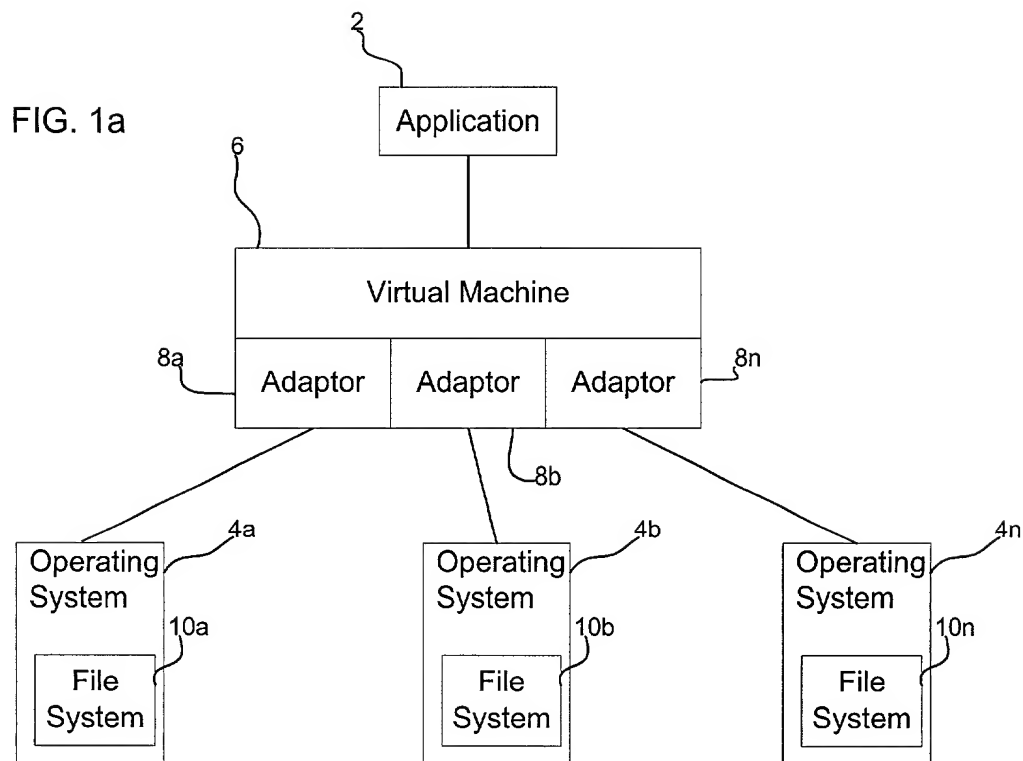 2
FIG. 1a
Application
6
Virtual Machine
8a
Adaptor
Adaptor
Adaptor
8n
8b
4a
Operating
System
10a
File
System
4b
Operating
System
10b
File
System
4n
Operating
System
10n
File
System